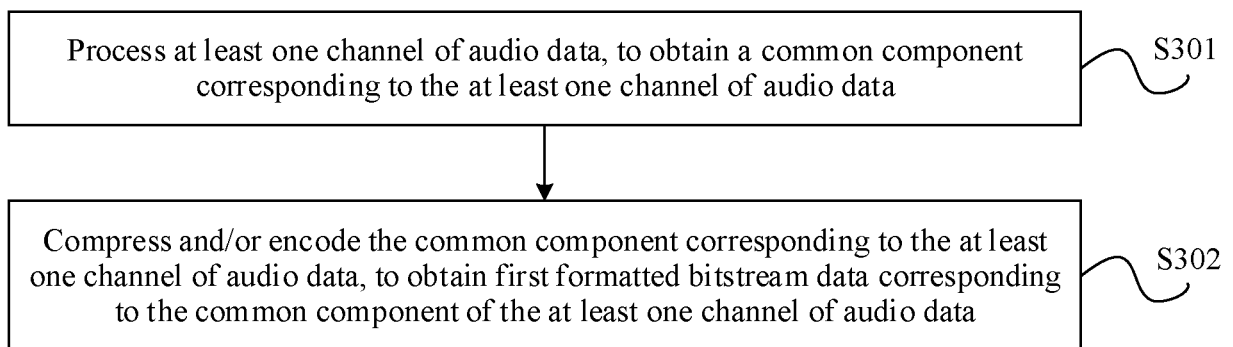 Process at least one channel of audio data, to obtain a common component
corresponding to the at least one channel of audio data
S301
Compress and/or encode the common component corresponding to the at least
one channel of audio data, to obtain first formatted bitstream data corresponding
to the common component of the at least one channel of audio data
S302